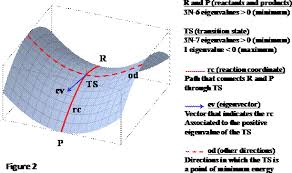 R
od
ev
TS
rc
P
Figure 2
R and P (reactants and products)
3N-6 eigenvalues > 0 (minimum)
TS (transition state)
3N-7 eigenvalues > 0 (minimum)
1 eigenvalue < 0 (maximum)
rc (reaction coordinate)
Path that connects R and P
through TS
ev (eigenvector)
Vector that indicates the rc
Associated to the positive
eigenvalue of the TS
od (other directions)
Directions in which the TS is
a point of minimum energy